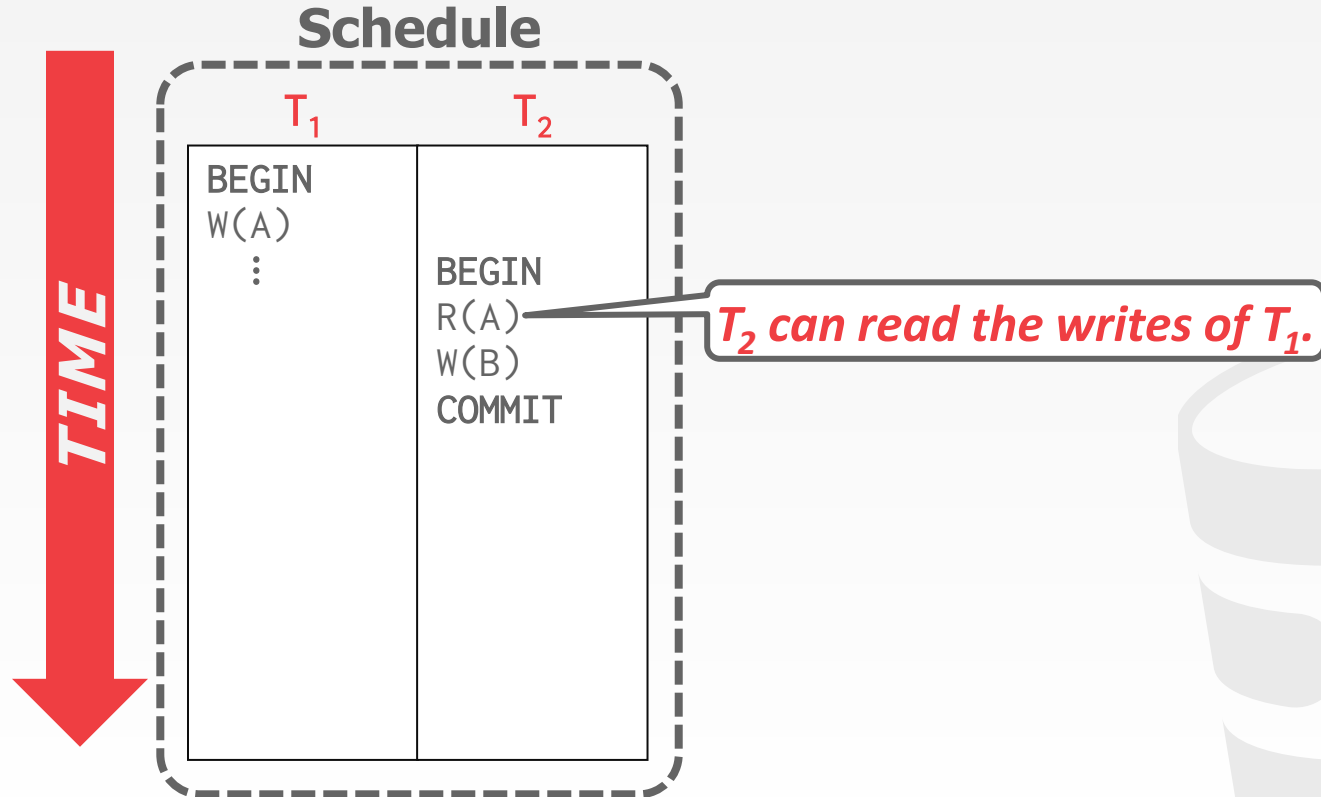 Schedule
TIME
T₁ T₂
BEGIN
W(A)
⋮
BEGIN
R(A)
W(B)
COMMIT
T₂ can read the writes of T₁.